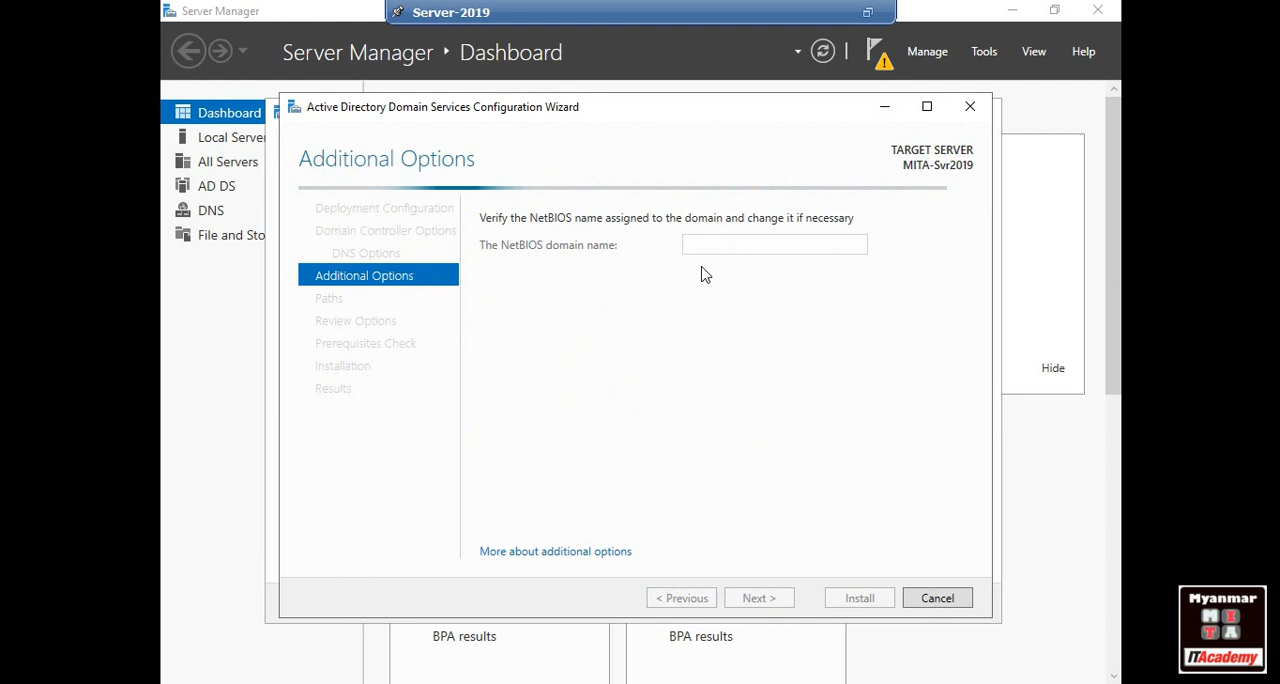 Server Manager
Server-2019
Server Manager • Dashboard
Manage Tools View Help
Dashboard
Local Server
All Servers
AD DS
DNS
File and Sto
Active Directory Domain Services Configuration Wizard
Additional Options
TARGET SERVER
MITA-Svr2019
Deployment Configuration
Domain Controller Options
DNS Options
Additional Options
Paths
Review Options
Prerequisites Check
Installation
Results
Verify the NetBIOS name assigned to the domain and change it if necessary
The NetBIOS domain name:
More about additional options
< Previous
Next >
Install
Cancel
Hide
BPA results
BPA results
Myanmar
MITA
ITAcademy